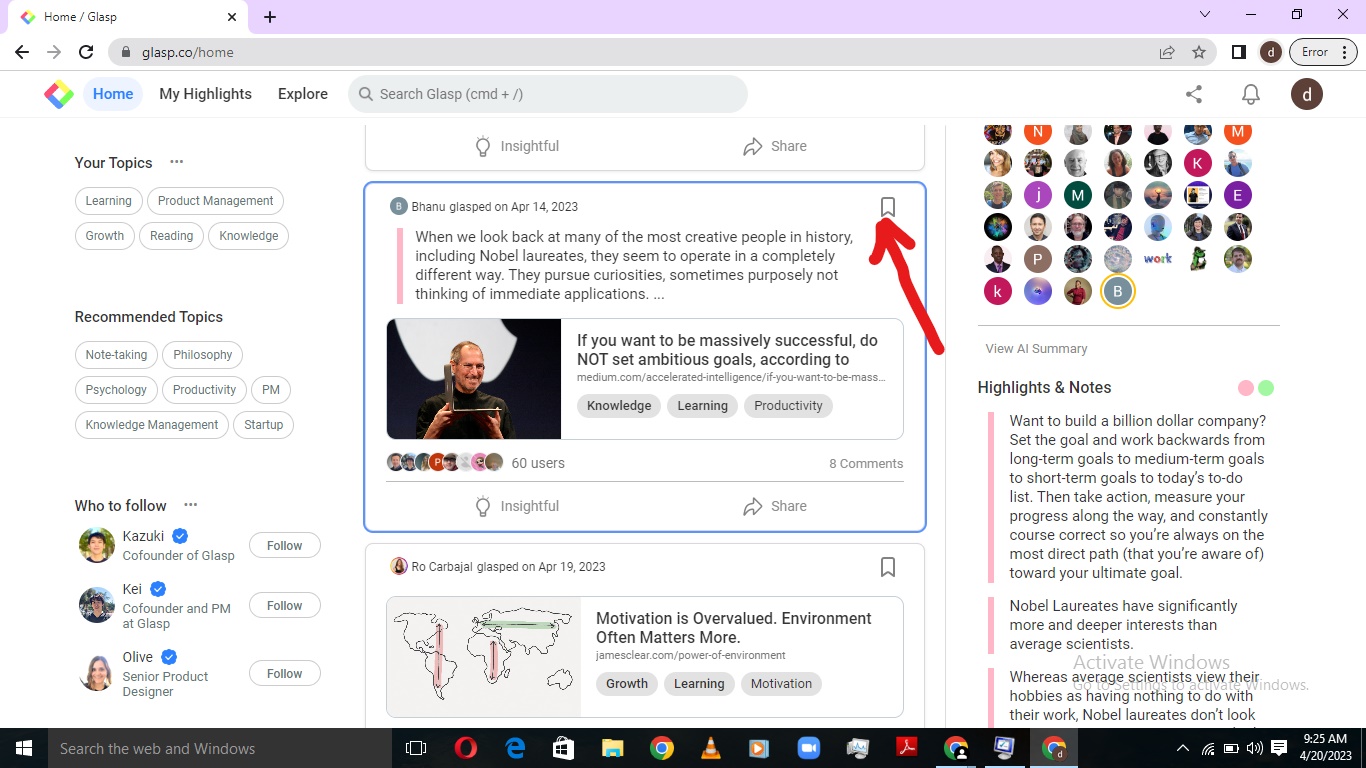 Home / Glasp
glasp.co/home
d
Error
Home
My Highlights
Explore
Search Glasp (cmd + /)
d
Your Topics
Learning
Product Management
Growth
Reading
Knowledge
Recommended Topics
Note-taking
Philosophy
Psychology
Productivity
PM
Knowledge Management
Startup
Who to follow
Kazuki
Cofounder of Glasp
Follow
Kei
Cofounder and PM
at Glasp
Follow
Olive
Senior Product
Designer
Follow
Insightful
Share
B
Bhanu glasped on Apr 14, 2023
When we look back at many of the most creative people in history,
including Nobel laureates, they seem to operate in a completely
different way. They pursue curiosities, sometimes purposely not
thinking of immediate applications. ...
If you want to be massively successful, do
NOT set ambitious goals, according to
medium.com/accelerated-intelligence/if-you-want-to-be-mass...
Knowledge
Learning
Productivity
P
60 users
8 Comments
Insightful
Share
Ro Carbajal glasped on Apr 19, 2023
Motivation is Overvalued. Environment
Often Matters More.
jamesclear.com/power-of-environment
Growth
Learning
Motivation
N
M
K
j
M
E
P
work
k
B
View AI Summary
Highlights & Notes
Want to build a billion dollar company?
Set the goal and work backwards from
long-term goals to medium-term goals
to short-term goals to today's to-do
list. Then take action, measure your
progress along the way, and constantly
course correct so you're always on the
most direct path (that you're aware of)
toward your ultimate goal.
Nobel Laureates have significantly
more and deeper interests than
average scientists.
Whereas average scientists view their
hobbies as having nothing to do with
their work, Nobel laureates don't look
Activate Windows
Go to Settings to activate Windows.
Search the web and Windows
d
9:25 AM
4/20/2023